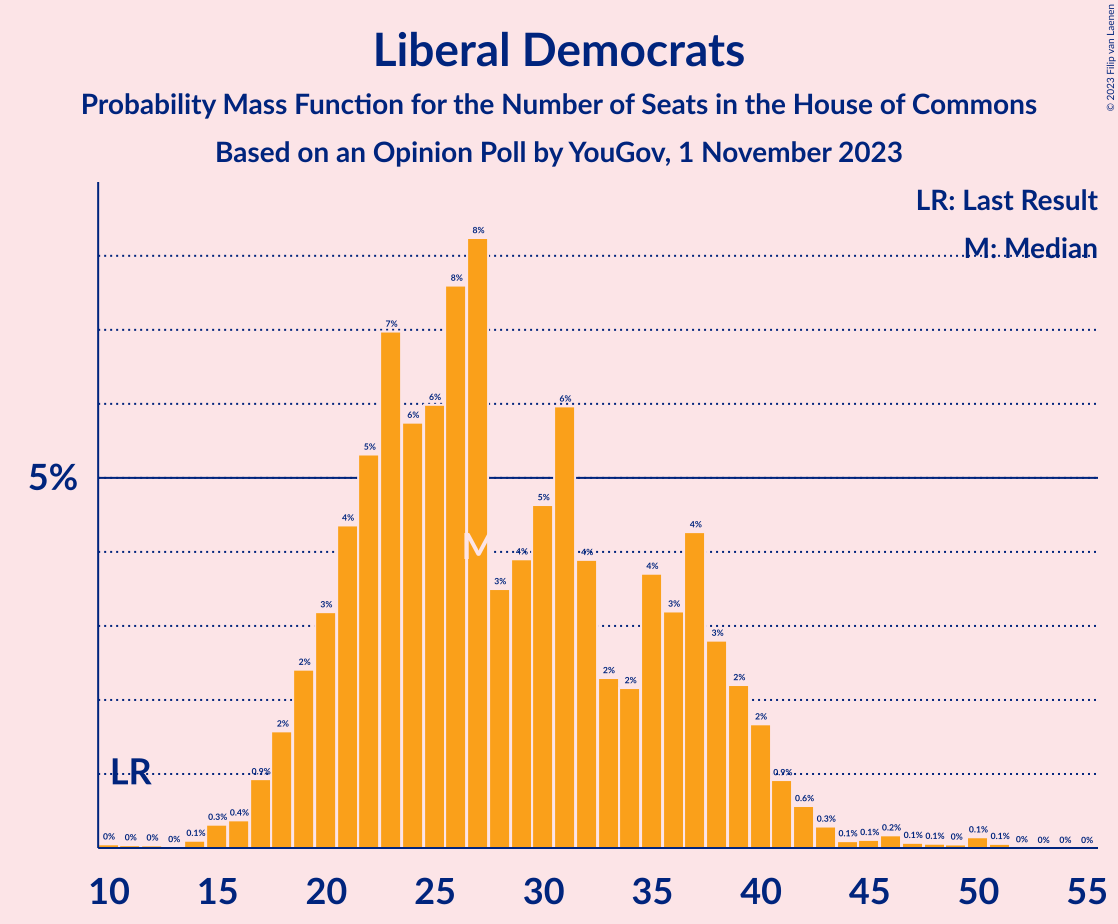 Liberal Democrats
Probability Mass Function for the Number of Seats in the House of Commons
Based on an Opinion Poll by YouGov, 1 November 2023
© 2023 Filip van Laenen
LR: Last Result
M: Median
5%
LR
M
0% 0% 0% 0% 0.1% 0.3% 0.4% 0.9% 2% 2% 3% 4% 5% 7% 6% 6% 8% 8% 3% 4% 5% 6% 4% 2% 2% 4% 3% 4% 3% 2% 2% 0.9% 0.6% 0.3% 0.1% 0.1% 0.2% 0.1% 0.1% 0% 0.1% 0.1% 0% 0% 0% 0%
10 15 20 25 30 35 40 45 50 55